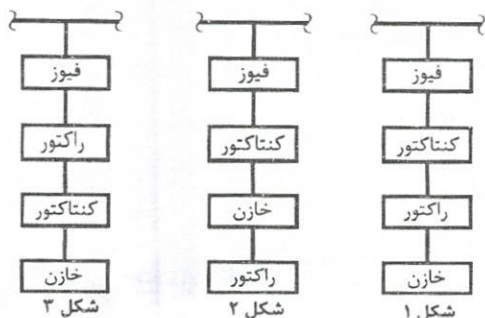 فیوز فیوز فیوز
کنتاکتور کنتاکتور راکتور
راکتور خازن کنتاکتور
خازن راکتور خازن
شکل ۱ شکل ۲ شکل ۳